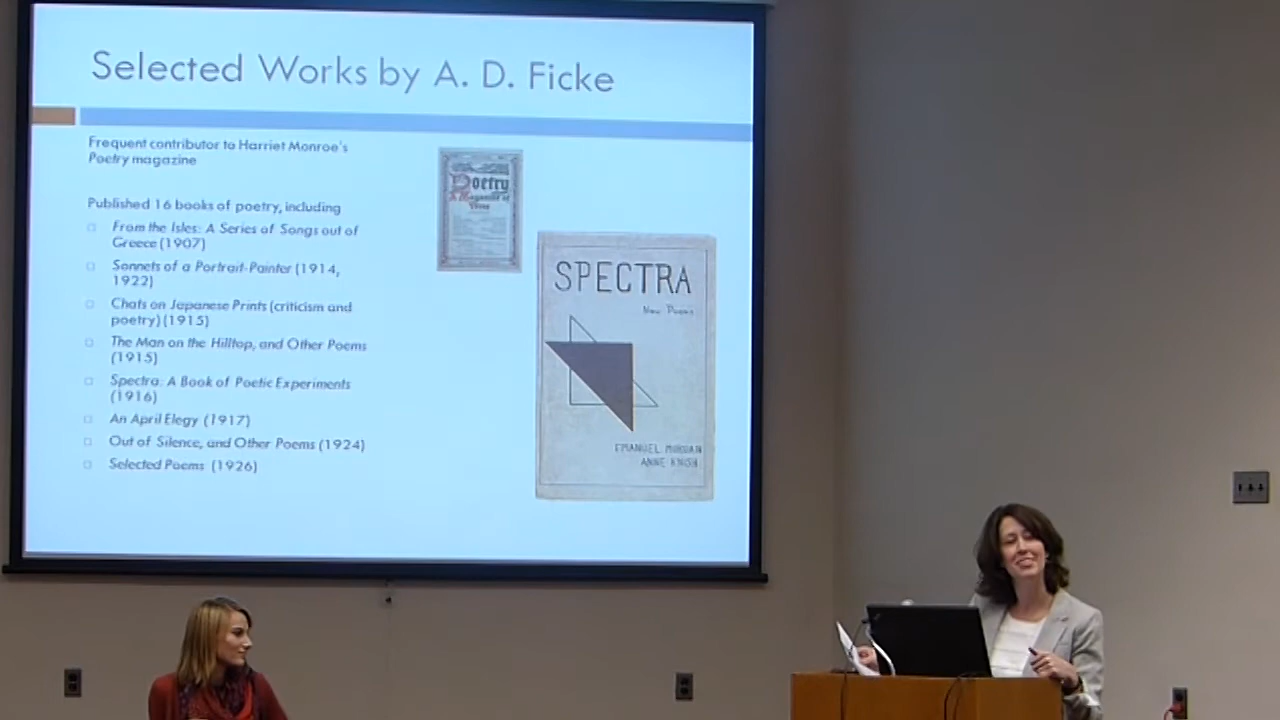 Selected Works by A. D. Ficke
Frequent contributor to Harriet Monroe's
Poetry magazine
Published 16 books of poetry, including
From the Isles: A Series of Songs out of
Greece (1907)
Sonnets of a Portrait-Painter (1914,
1922)
Chats on Japanese Prints (criticism and
poetry) (1915)
The Man on the Hilltop, and Other Poems
(1915)
Spectra: A Book of Poetic Experiments
(1916)
An April Elegy (1917)
Out of Silence, and Other Poems (1924)
Selected Poems (1926)
Poetry
A Magazine of
Verse
SPECTRA
New Poems
EMANUEL MORGAN
ANNE KNISH